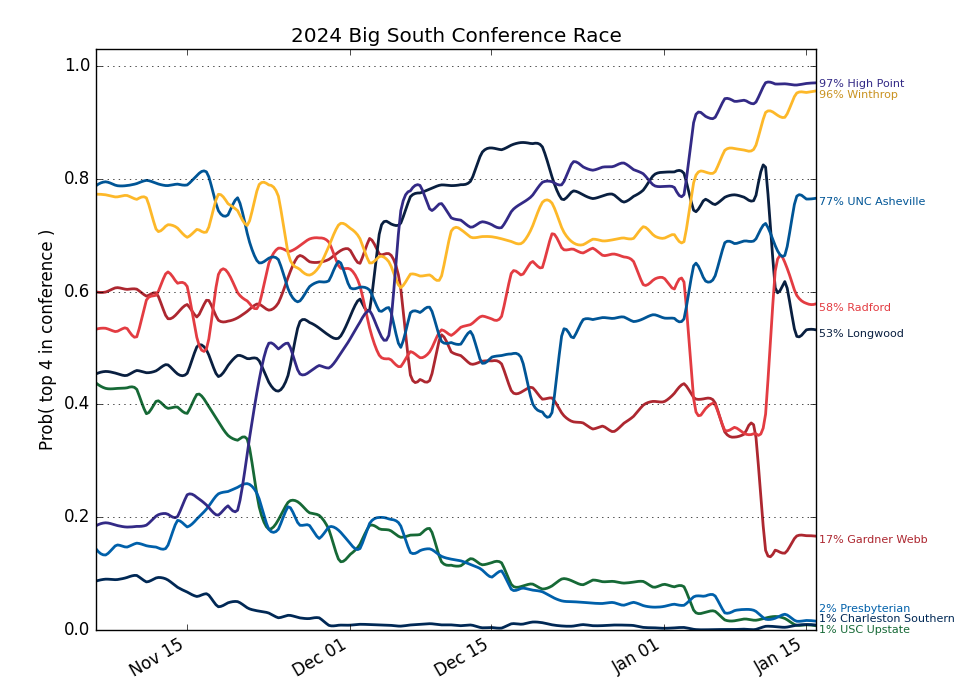 2024 Big South Conference Race
Prob( top 4 in conference )
1.0
0.8
0.6
0.4
0.2
0.0
Nov 15
Dec 01
Dec 15
Jan 01
Jan 15
97% High Point
96% Winthrop
77% UNC Asheville
58% Radford
53% Longwood
17% Gardner Webb
2% Presbyterian
1% Charleston Southern
1% USC Upstate